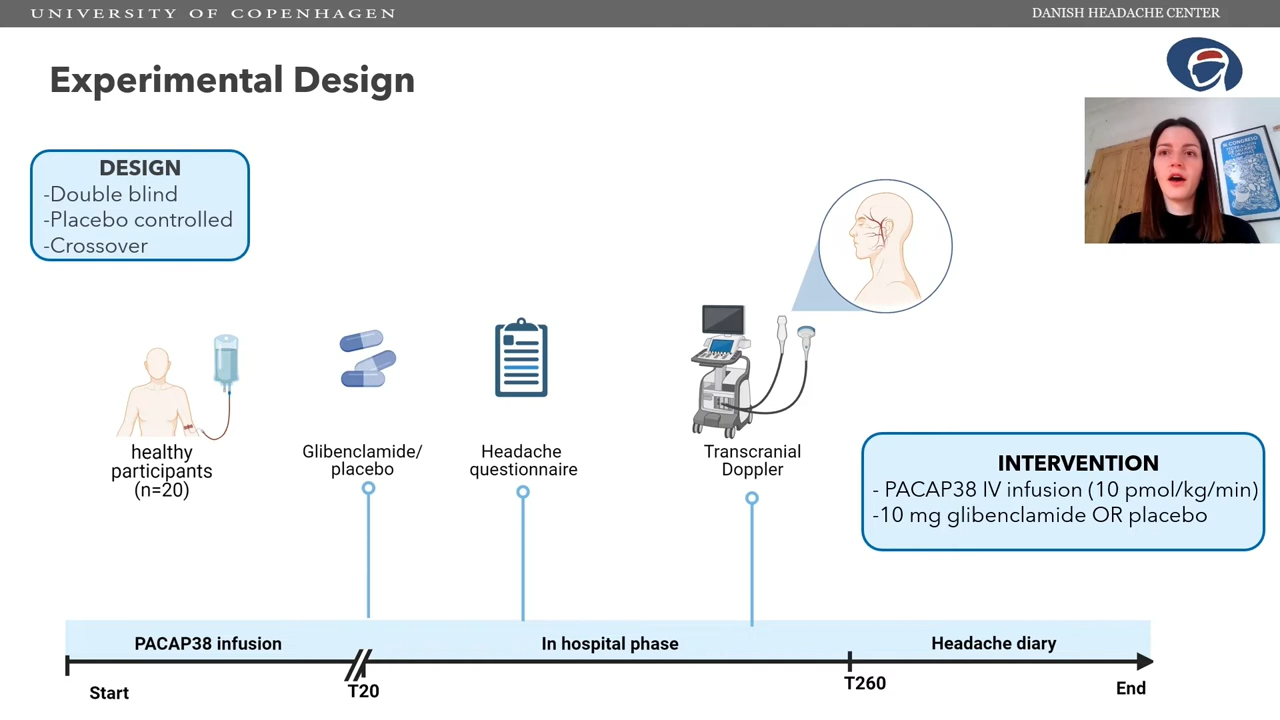 UNIVERSITY OF COPENHAGEN
DANISH HEADACHE CENTER
Experimental Design
DESIGN
-Double blind
-Placebo controlled
-Crossover
healthy
participants
(n=20)
Glibenclamide/
placebo
Headache
questionnaire
Transcranial
Doppler
INTERVENTION
- PACAP38 IV infusion (10 pmol/kg/min)
-10 mg glibenclamide OR placebo
PACAP38 infusion
In hospital phase
Headache diary
Start
T20
T260
End